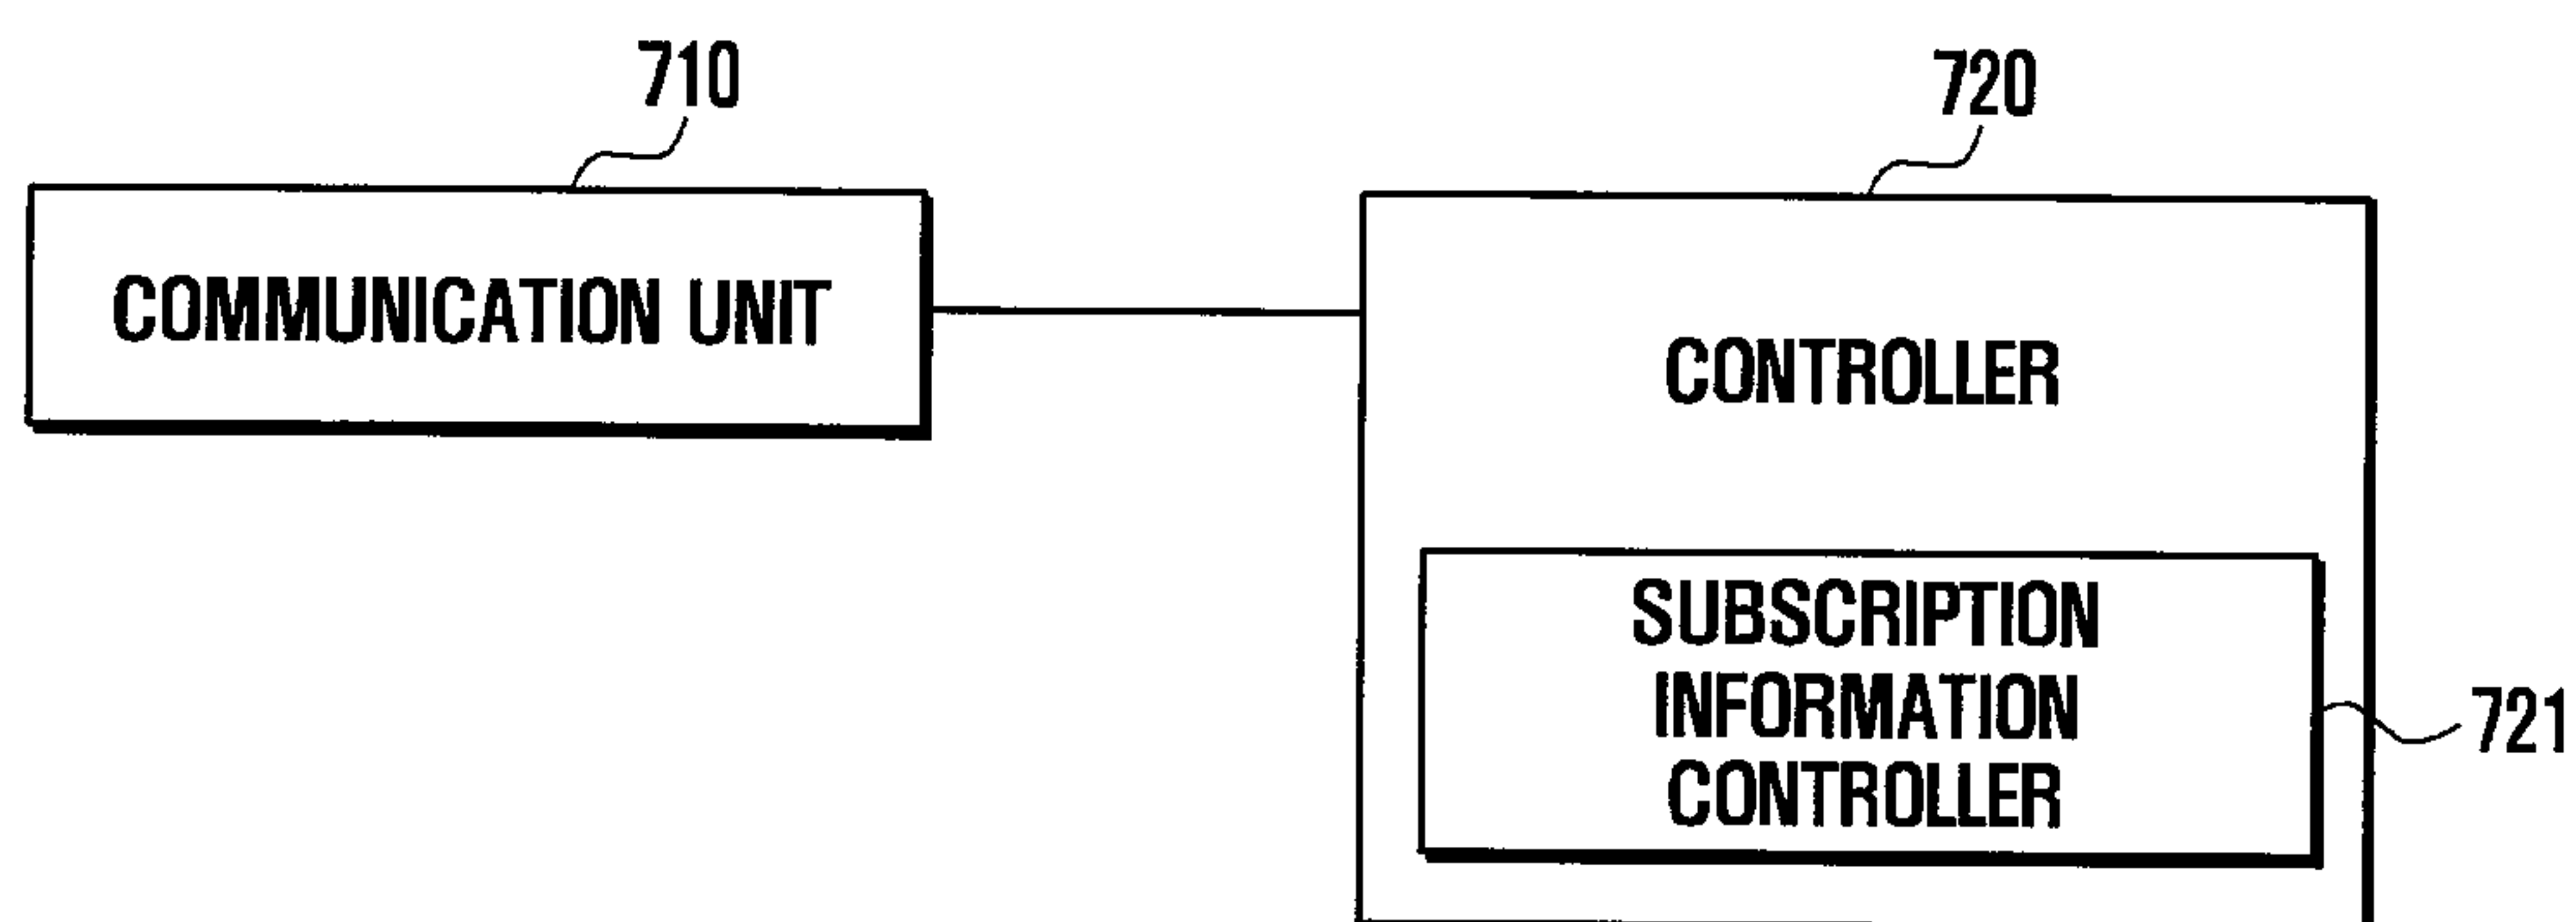 710
720
COMMUNICATION UNIT
CONTROLLER
SUBSCRIPTION
INFORMATION
CONTROLLER
721